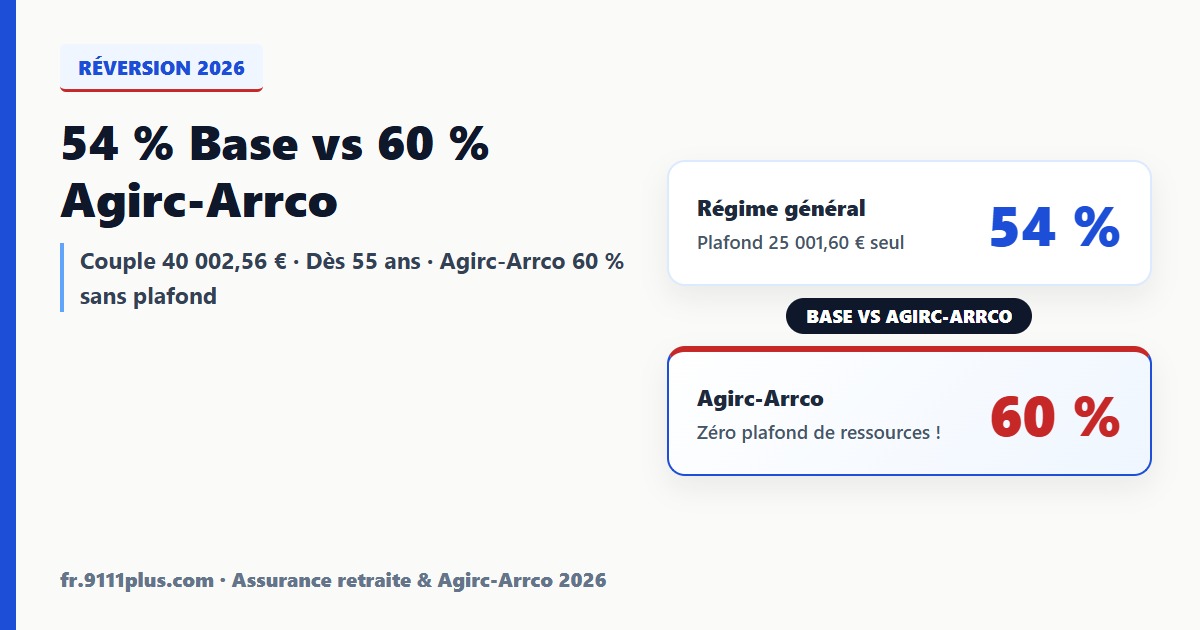 RÉVERSION 2026
54 % Base vs 60 %
Agirc-Arrco
Couple 40 002,56 € · Dès 55 ans · Agirc-Arrco 60 %
sans plafond
Régime général
Plafond 25 001,60 € seul
54 %
BASE VS AGIRC-ARRCO
Agirc-Arrco
Zéro plafond de ressources !
60 %
fr.9111plus.com · Assurance retraite & Agirc-Arrco 2026